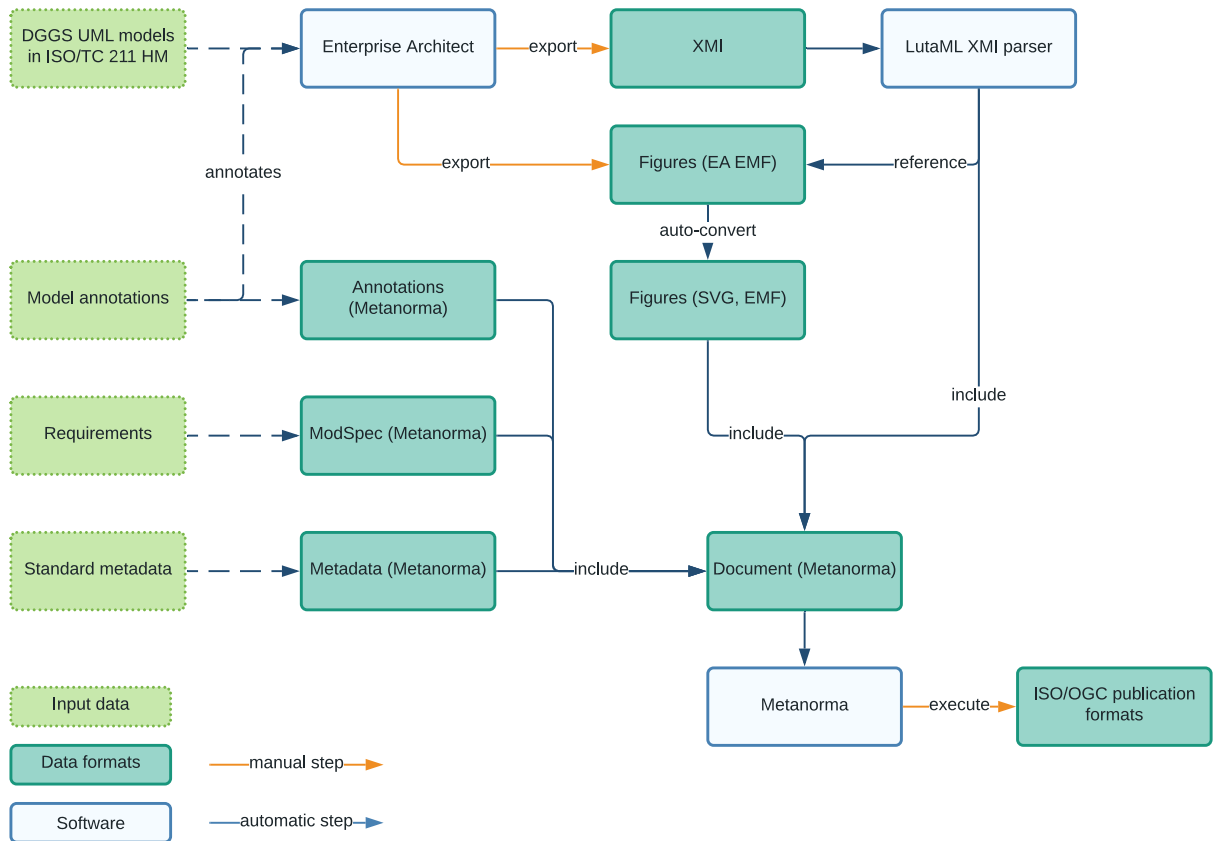 DGGS UML models
in ISO/TC 211 HM
Enterprise Architect
export
XMI
LutaML XMI parser
annotates
export
Figures (EA EMF)
reference
auto-convert
Model annotations
Annotations
(Metanorma)
Figures (SVG, EMF)
include
Requirements
ModSpec (Metanorma)
include
Standard metadata
Metadata (Metanorma)
include
Document (Metanorma)
Input data
Metanorma
execute
ISO/OGC publication
formats
Data formats
manual step
Software
automatic step